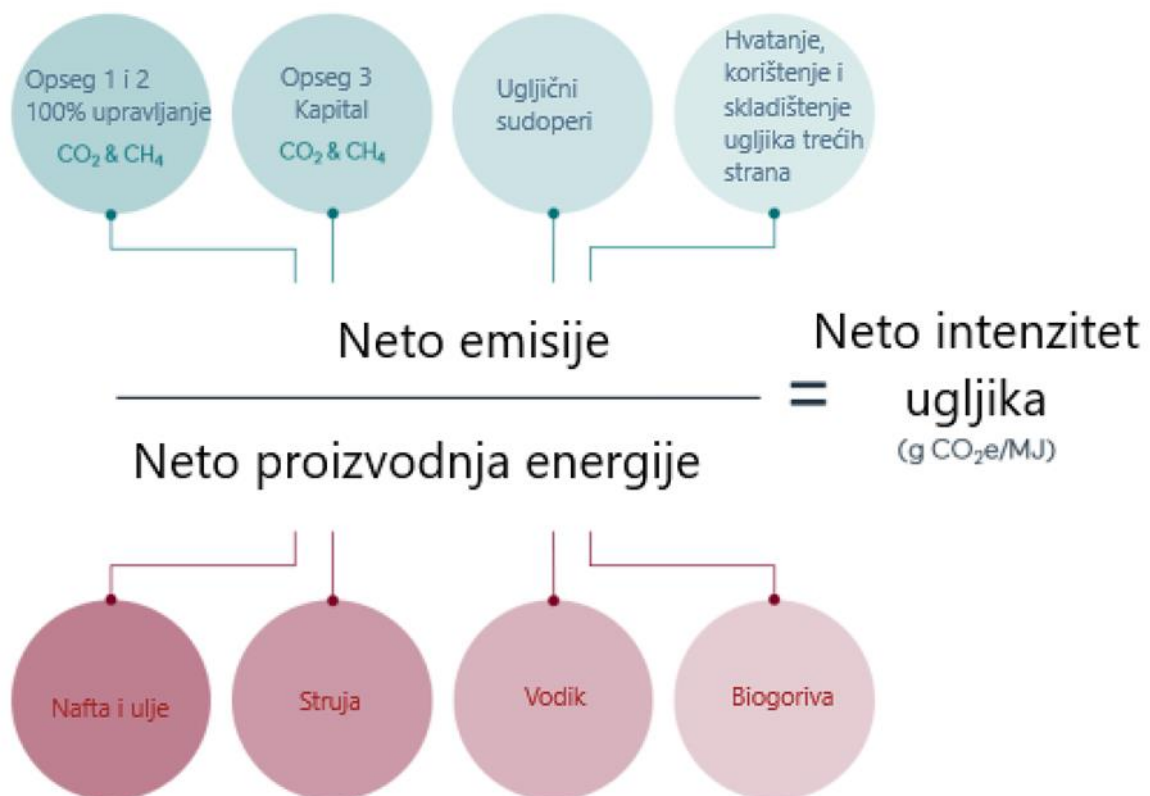 Opseg 1 i 2
100% upravljanje
CO₂ & CH₄
Opseg 3
Kapital
CO₂ & CH₄
Ugljični
sudoperi
Hvatanje,
korištenje i
skladištenje
ugljika trećih
strana
Neto emisije
Neto proizvodnja energije
=
Neto intenzitet
ugljika
(g CO₂e/MJ)
Nafta i ulje
Struja
Vodik
Biogoriva